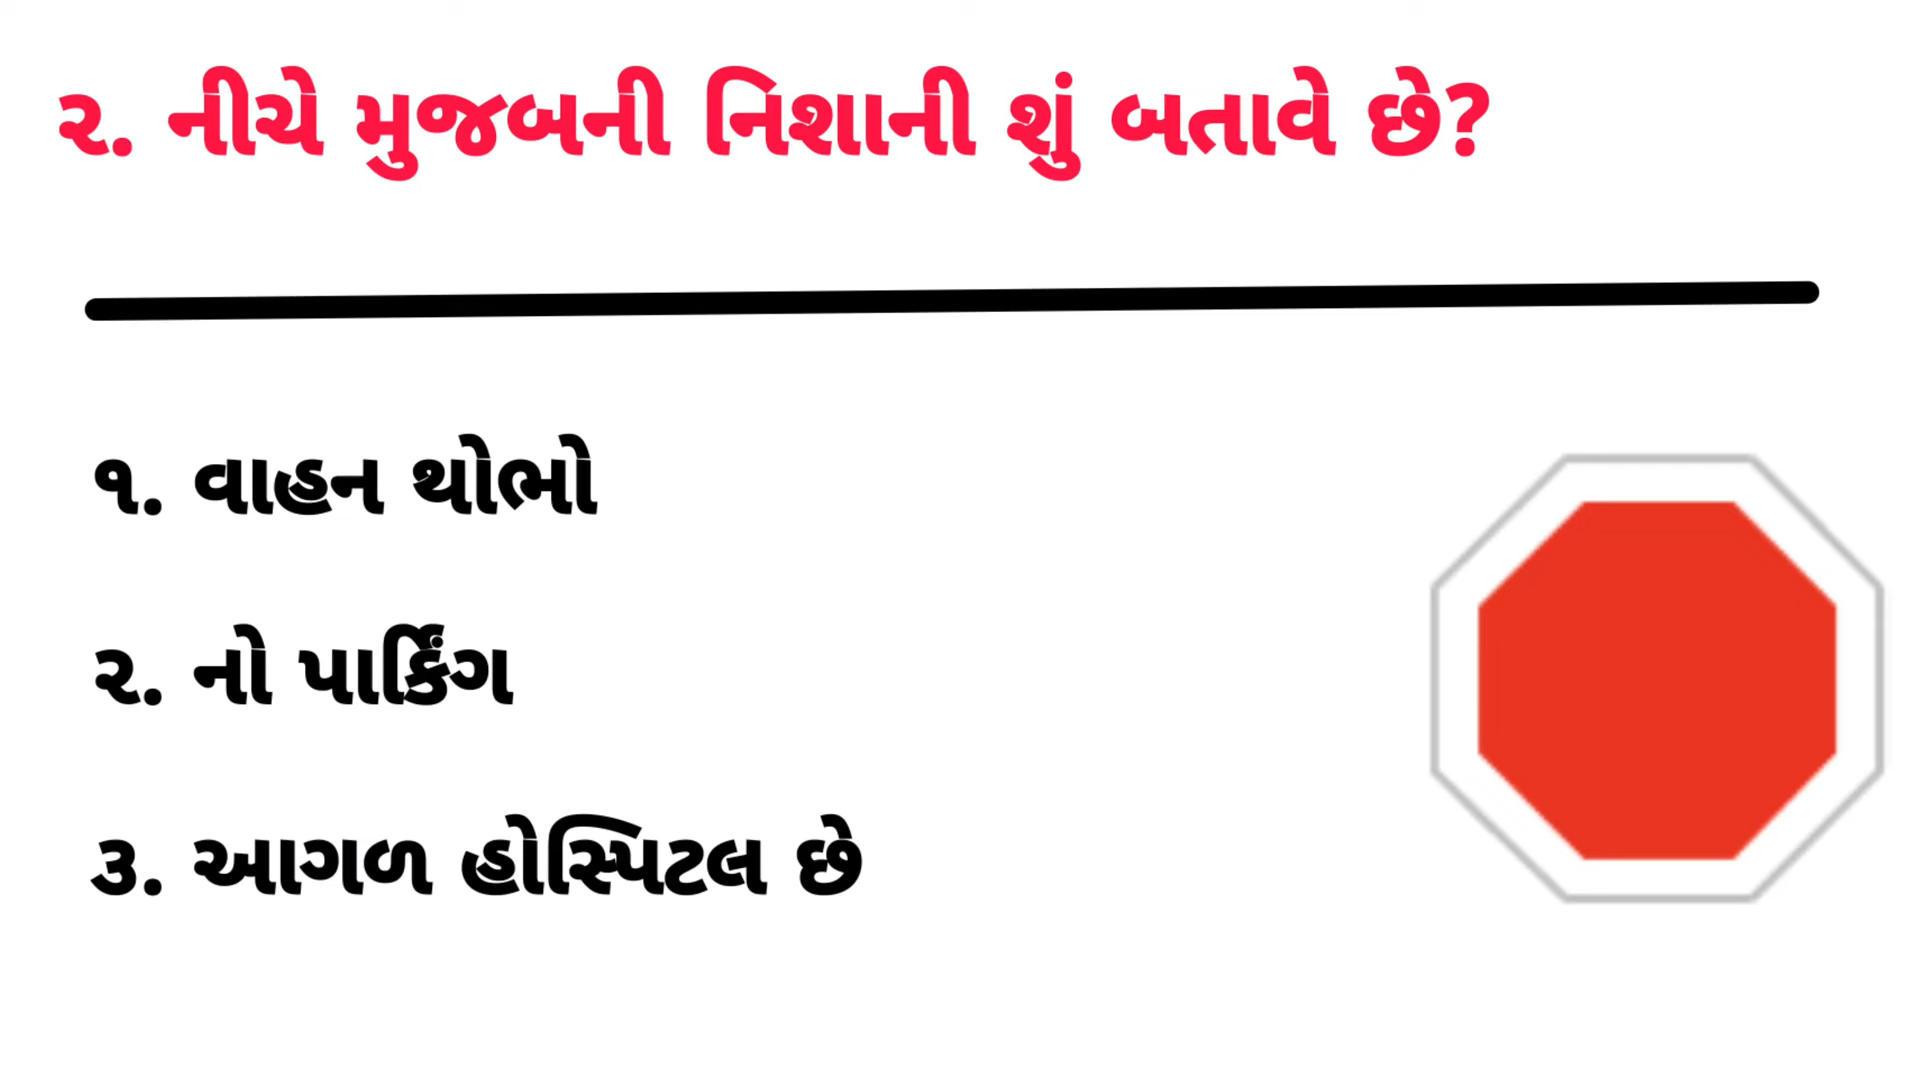 ૨. નીચે મુજબની નિશાની શું બતાવે છે?
૧. વાહન થોભો
૨. નો પાર્કિંગ
૩. આગળ હોસ્પિટલ છે